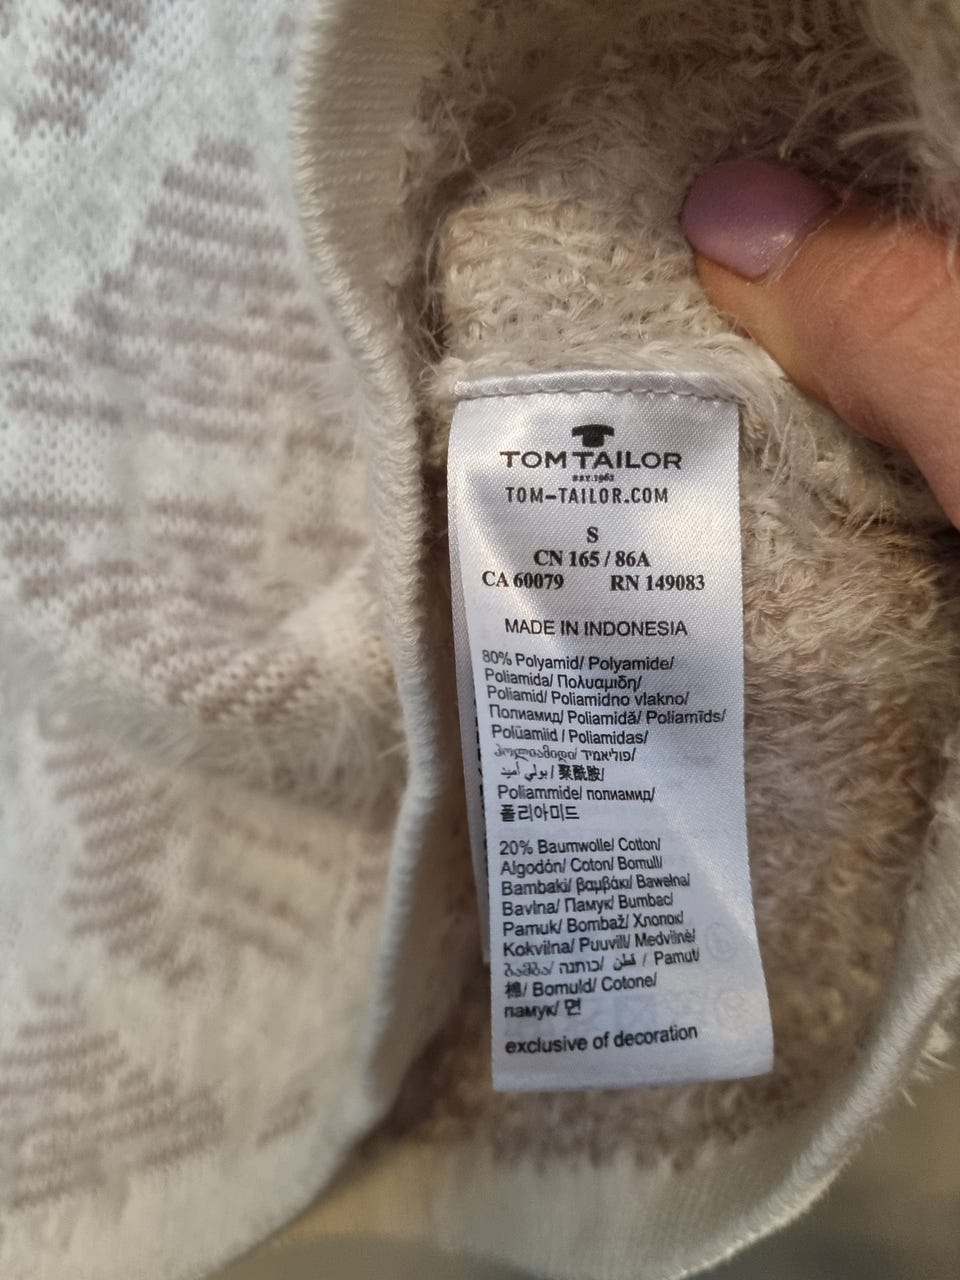 TOM TAILOR
EST. 1962
TOM-TAILOR.COM
S
CN 165 / 86A
CA 60079 RN 149083
MADE IN INDONESIA
80% Polyamid/ Polyamide/
Poliamida/ Πολυαμιδη/
Poliamid/ Poliamidno vlakno/
Полиамид/ Poliamidă/ Poliamīds/
Polüamiid / Poliamidas/
პოლიამიდი/ פוליאמיד/
بولي أميد / 聚酰胺/
Poliammide/ полиамид/
폴리아미드
20% Baumwolle/ Cotton/
Algodón/ Coton/ Bomull/
Bambaki/ βαμβάκι/ Bawełna/
Bavlna/ Памук/ Bumbac/
Pamuk/ Bombaž/ Хлопок/
Kokvilna/ Puuvill/ Medvilnė/
ბამბა/ כותנה/ قطن / Pamut/
棉/ Bomuld/ Cotone/
памук/ 면
exclusive of decoration